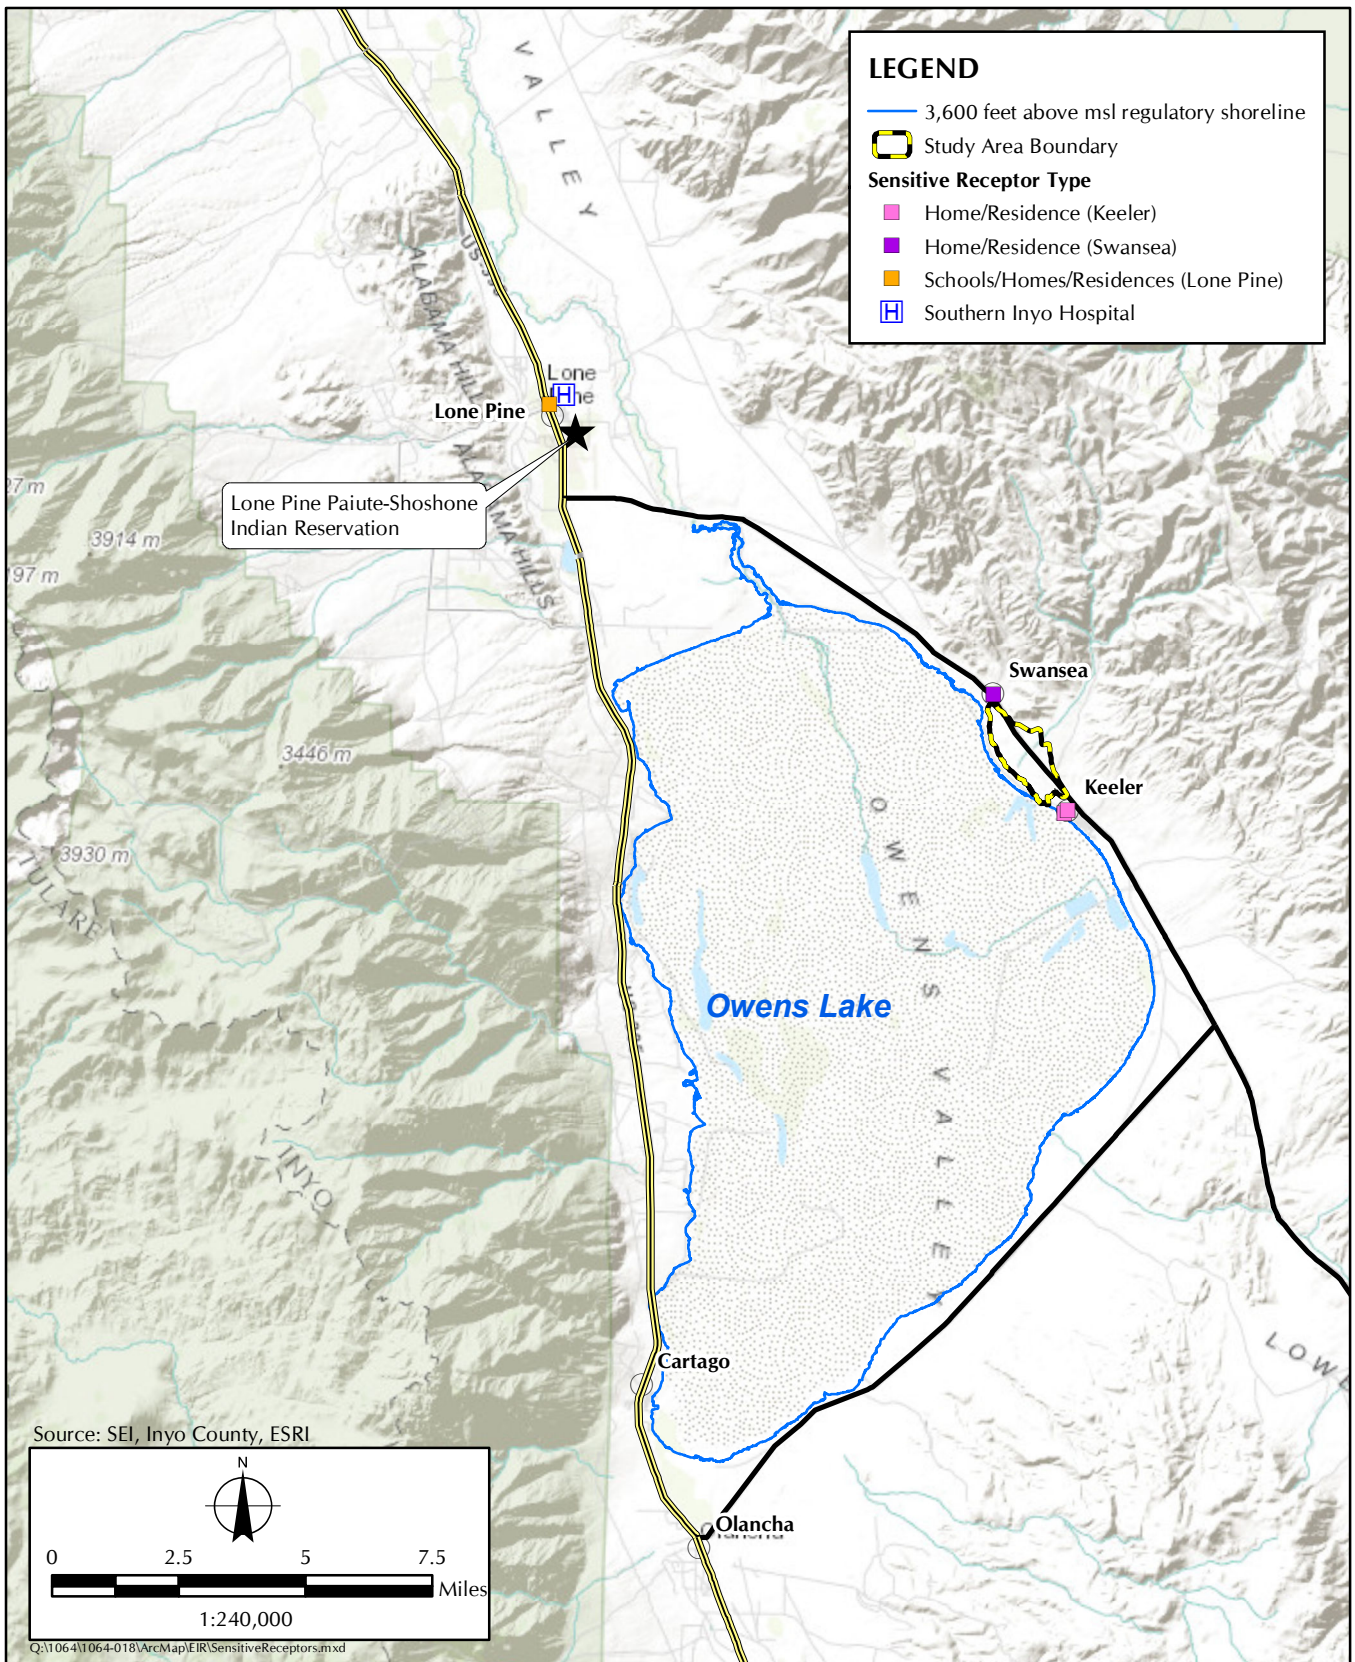 VALLEY
LEGEND
3,600 feet above msl regulatory shoreline
Study Area Boundary
Sensitive Receptor Type
Home/Residence (Keeler)
Home/Residence (Swansea)
Schools/Homes/Residences (Lone Pine)
H Southern Inyo Hospital
ALABAMA HILLS
Lone
H
Lone Pine
ALABAMA HILLS
Lone Pine Paiute-Shoshone
Indian Reservation
3914 m
Swansea
3446 m
Keeler
3930 m
TULARE
OWENS VALLEY
Owens Lake
INYO
Cartago
Olancha
Source: SEI, Inyo County, ESRI
N
0 2.5 5 7.5
Miles
1:240,000
Q:\1064\1064-018\ArcMap\EIR\SensitiveReceptors.mxd